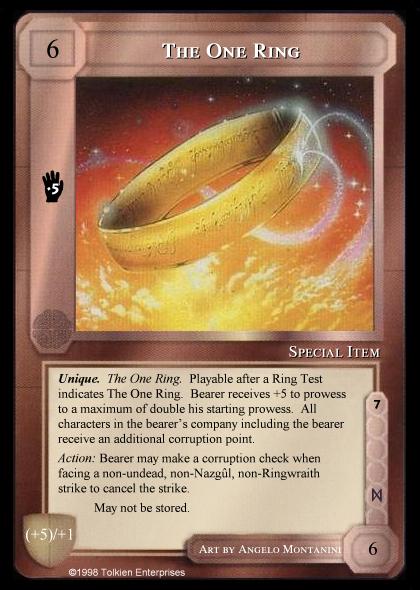 6
THE ONE RING
-5
SPECIAL ITEM
Unique. The One Ring. Playable after a Ring Test
indicates The One Ring. Bearer receives +5 to prowess
to a maximum of double his starting prowess. All
characters in the bearer's company including the bearer
receive an additional corruption point.
Action: Bearer may make a corruption check when
facing a non-undead, non-Nazgûl, non-Ringwraith
strike to cancel the strike.
May not be stored.
7
(+5)/+1
ART BY ANGELO MONTANINI
6
©1998 Tolkien Enterprises